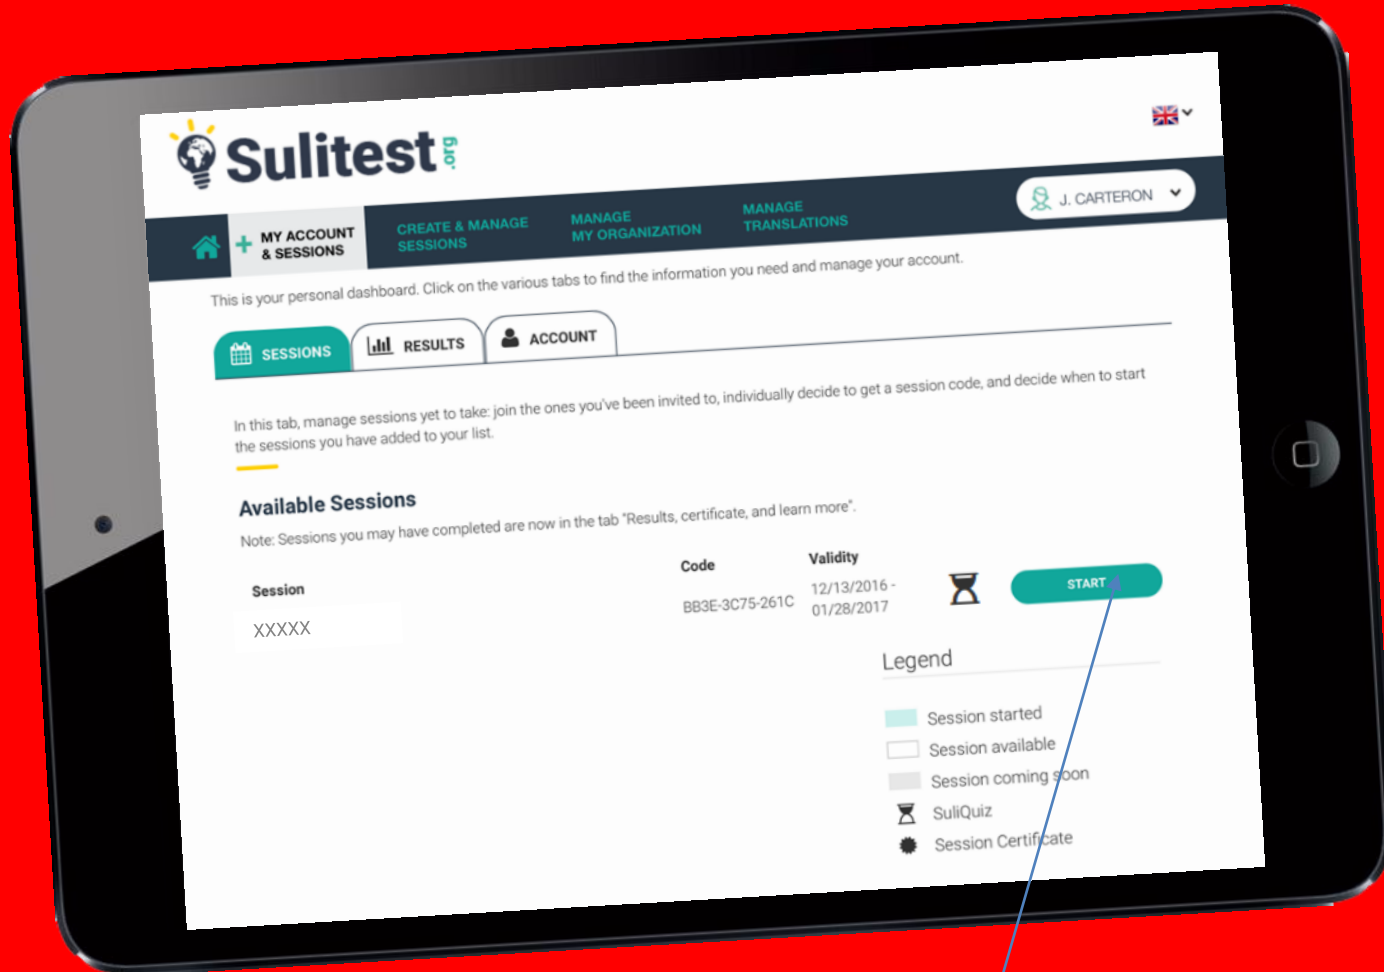 Sulitest.org
MY ACCOUNT
& SESSIONS
CREATE & MANAGE
SESSIONS
MANAGE
MY ORGANIZATION
MANAGE
TRANSLATIONS
J. CARTERON
This is your personal dashboard. Click on the various tabs to find the information you need and manage your account.
SESSIONS
RESULTS
ACCOUNT
In this tab, manage sessions yet to take: join the ones you've been invited to, individually decide to get a session code, and decide when to start
the sessions you have added to your list.
Available Sessions
Note: Sessions you may have completed are now in the tab "Results, certificate, and learn more".
Session Code Validity
XXXXX BB3E-3C75-261C 12/13/2016 -
01/28/2017
START
Legend
Session started
Session available
Session coming soon
SuliQuiz
Session Certificate